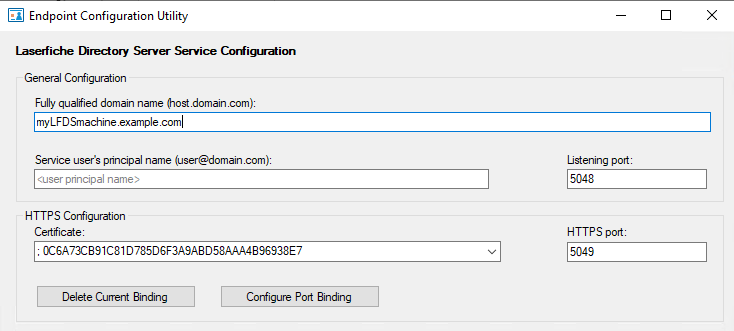 Endpoint Configuration Utility
Laserfiche Directory Server Service Configuration
General Configuration
Fully qualified domain name (host.domain.com):
myLFDSmachine.example.com
Service user's principal name (user@domain.com):
Listening port:
<user principal name>
5048
HTTPS Configuration
Certificate:
HTTPS port:
; 0C6A73CB91C81D785D6F3A9ABD58AAA4B96938E7
5049
Delete Current Binding
Configure Port Binding